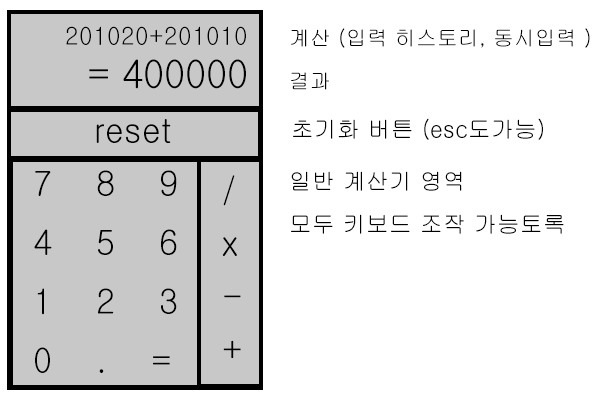 201020+201010 계산 (입력 히스토리, 동시입력 )
= 400000 결과
reset 초기화 버튼 (esc도가능)
7 8 9 / 일반 계산기 영역
모두 키보드 조작 가능토록
4 5 6 x
1 2 3 −
0 . = +